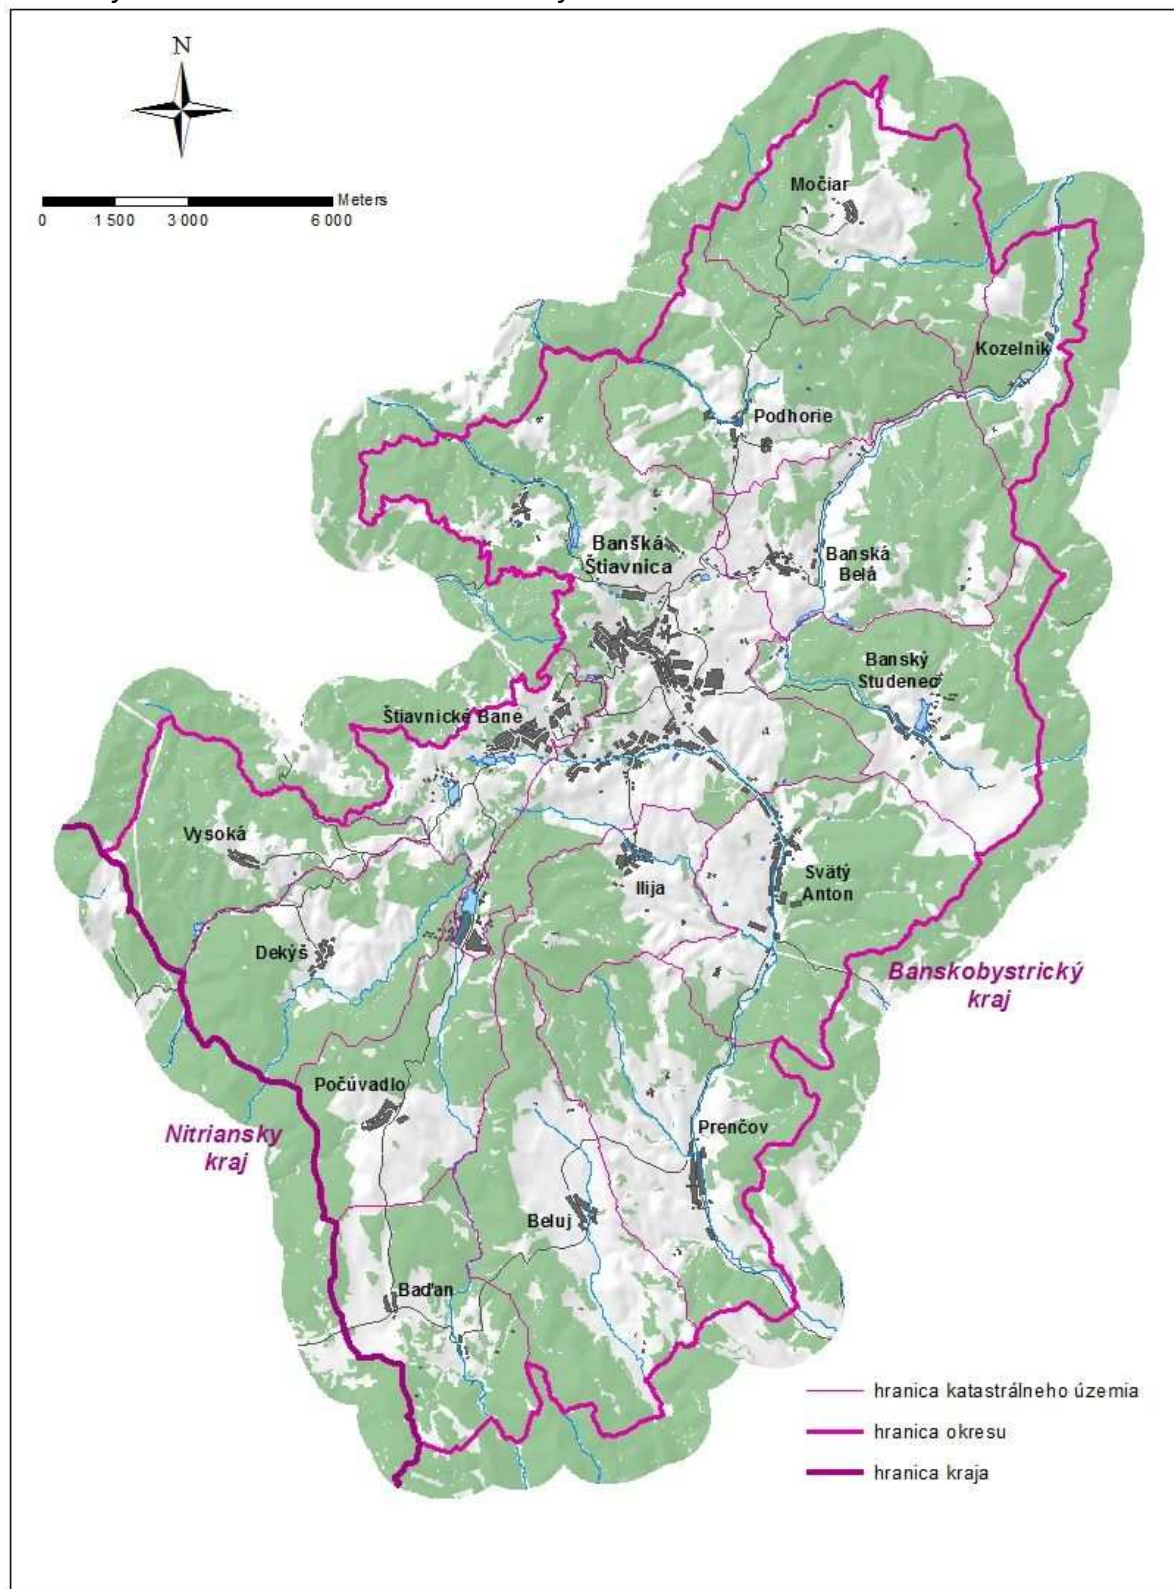 N
Meters
0 1 500 3 000 6 000
Močiar
Kozelník
Podhorie
Banská
Štiavnica
Banská
Belá
Banský
Studenec
Štiavnické Bane
Vysoká
Ilija
Svätý
Anton
Dekýš
Banskobystrický
kraj
Počúvadlo
Nitriansky
kraj
Prenčov
Beluj
Baďan
hranica katastrálneho územia
hranica okresu
hranica kraja